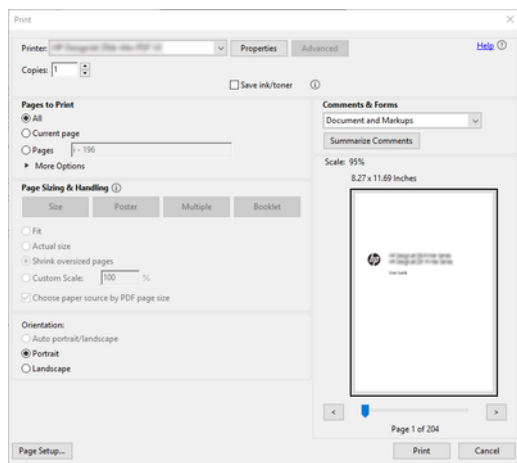 Print
Printer:
Properties
Advanced
Help
Copies: 1
Save ink/toner
Pages to Print
All
Current page
Pages
i - 196
More Options
Page Sizing & Handling
Size
Poster
Multiple
Booklet
Fit
Actual size
Shrink oversized pages
Custom Scale: 100 %
Choose paper source by PDF page size
Orientation:
Auto portrait/landscape
Portrait
Landscape
Comments & Forms
Document and Markups
Summarize Comments
Scale: 95%
8.27 x 11.69 Inches
hp
User Guide
<
>
Page 1 of 204
Page Setup...
Print
Cancel